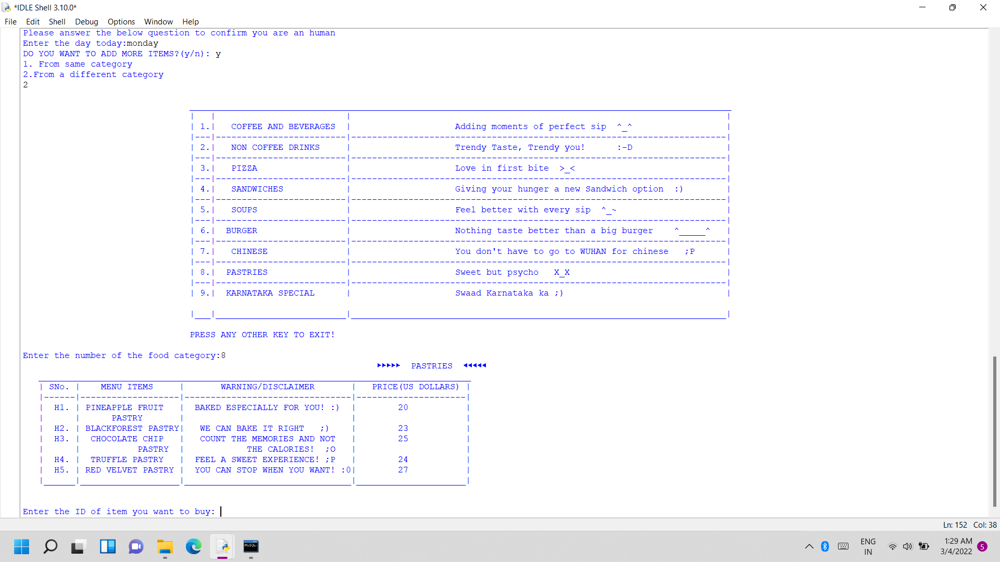 *IDLE Shell 3.10.0*
File Edit Shell Debug Options Window Help
Please answer the below question to confirm you are an human
Enter the day today:monday
DO YOU WANT TO ADD MORE ITEMS?(y/n): y
1. From same category
2.From a different category
2
| 1.| COFFEE AND BEVERAGES | Adding moments of perfect sip ^_^ |
|---|-------------------------|------------------------------------------------------------------------|
| 2.| NON COFFEE DRINKS | Trendy Taste, Trendy you! :-D |
|---|-------------------------|------------------------------------------------------------------------|
| 3.| PIZZA | Love in first bite >_< |
|---|-------------------------|------------------------------------------------------------------------|
| 4.| SANDWICHES | Giving your hunger a new Sandwich option :) |
|---|-------------------------|------------------------------------------------------------------------|
| 5.| SOUPS | Feel better with every sip ^_~ |
|---|-------------------------|------------------------------------------------------------------------|
| 6.| BURGER | Nothing taste better than a big burger ^_____^ |
|---|-------------------------|------------------------------------------------------------------------|
| 7.| CHINESE | You don't have to go to WUHAN for chinese ;P |
|---|-------------------------|------------------------------------------------------------------------|
| 8.| PASTRIES | Sweet but psycho X_X |
|---|-------------------------|------------------------------------------------------------------------|
| 9.| KARNATAKA SPECIAL | Swaad Karnataka ka ;) |
|___|_________________________|________________________________________________________________________|
PRESS ANY OTHER KEY TO EXIT!
Enter the number of the food category:8
▶▶▶▶▶ PASTRIES ◀◀◀◀◀
| SNo. | MENU ITEMS | WARNING/DISCLAIMER | PRICE(US DOLLARS) |
|------|-------------------|--------------------------------|---------------------|
| H1. | PINEAPPLE FRUIT | BAKED ESPECIALLY FOR YOU! :) | 20 |
| | PASTRY | | |
| H2. | BLACKFOREST PASTRY| WE CAN BAKE IT RIGHT ;) | 23 |
| H3. | CHOCOLATE CHIP | COUNT THE MEMORIES AND NOT | 25 |
| | PASTRY | THE CALORIES! ;O | |
| H4. | TRUFFLE PASTRY | FEEL A SWEET EXPERIENCE! ;P | 24 |
| H5. | RED VELVET PASTRY | YOU CAN STOP WHEN YOU WANT! :0| 27 |
|______|___________________|________________________________|_____________________|
Enter the ID of item you want to buy:
Ln: 152 Col: 38
MySQL
ENG
IN
1:29 AM
3/4/2022
5